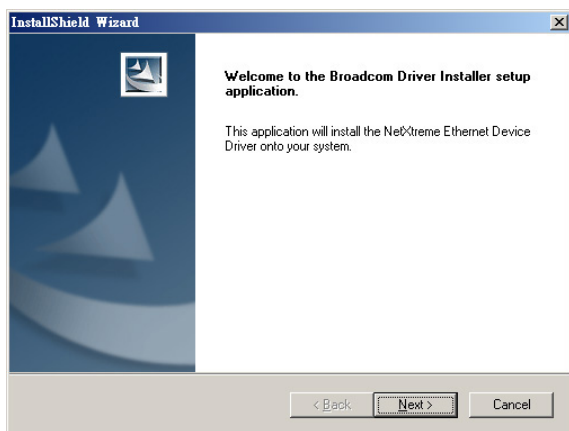 InstallShield Wizard
Welcome to the Broadcom Driver Installer setup
application.
This application will install the NetXtreme Ethernet Device
Driver onto your system.
< Back
Next >
Cancel